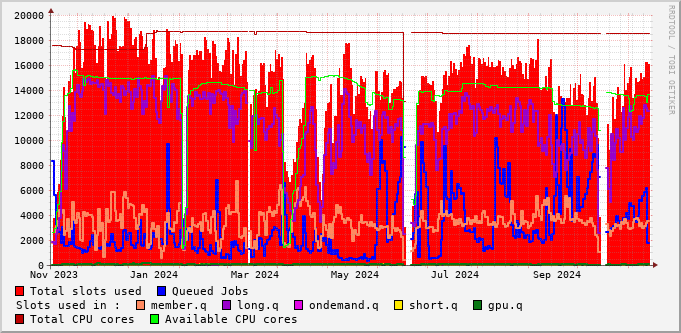 20000
18000
16000
14000
12000
10000
8000
6000
4000
2000
0
Nov 2023 Jan 2024 Mar 2024 May 2024 Jul 2024 Sep 2024
RRDTOOL / TOBI OETIKER
Total slots used Queued Jobs
Slots used in : member.q long.q ondemand.q short.q gpu.q
Total CPU cores Available CPU cores